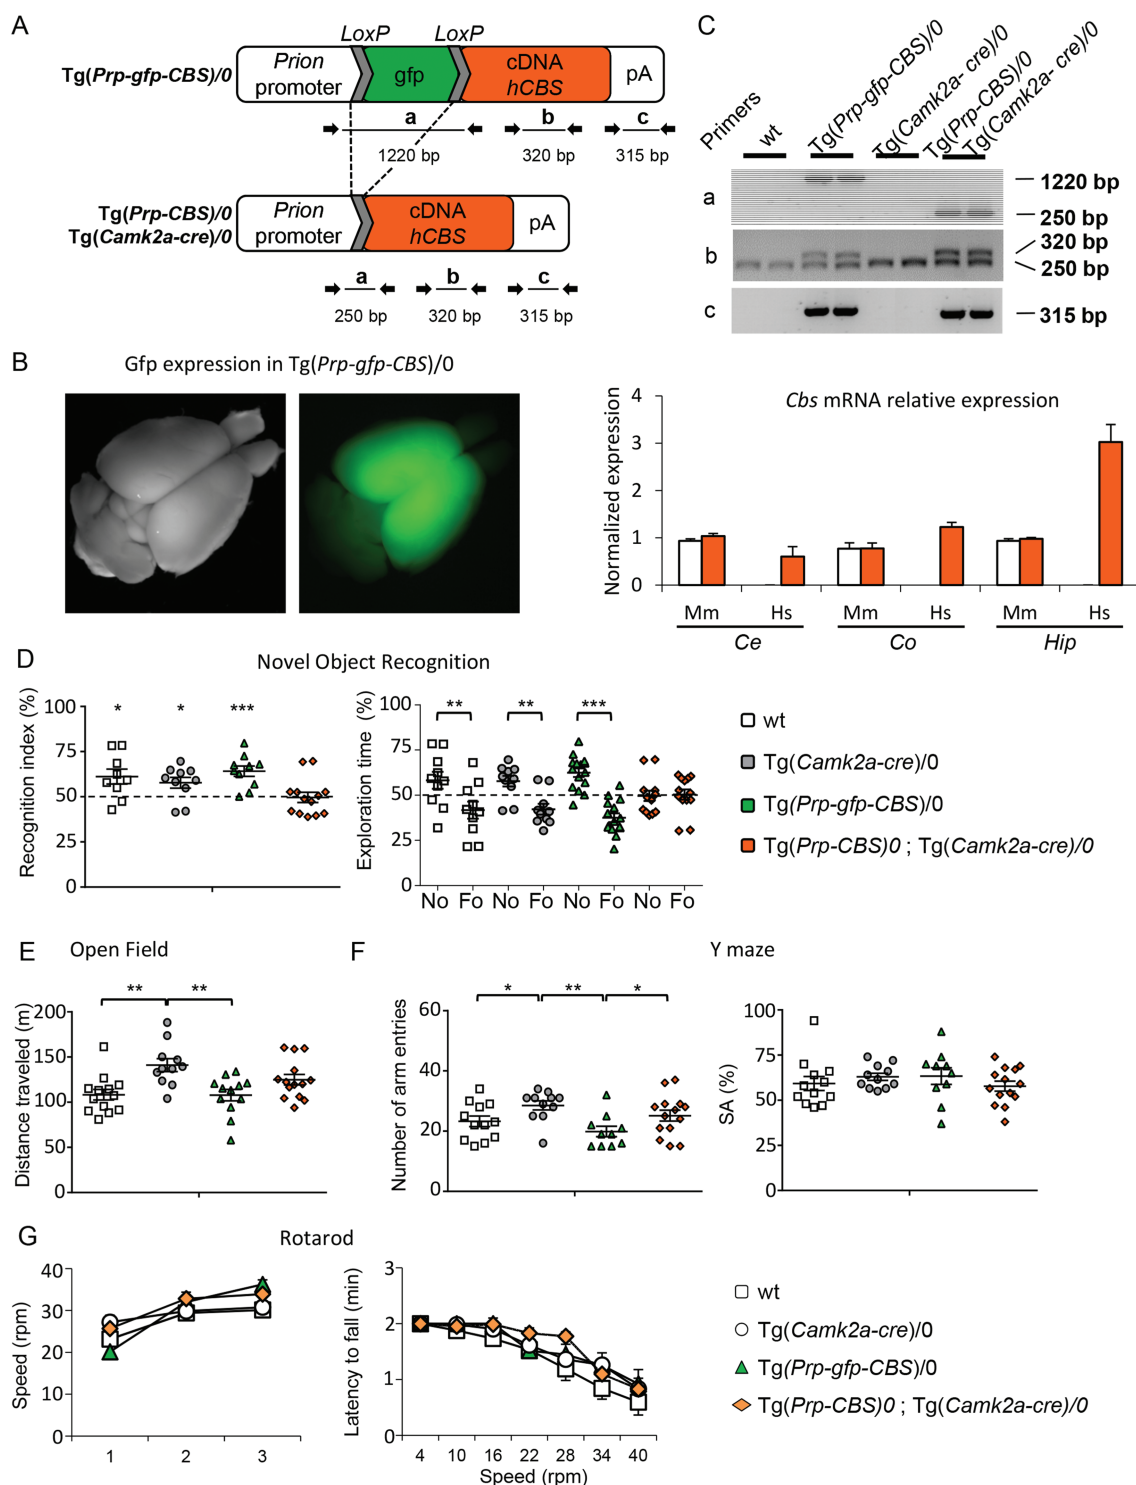 A
LoxP LoxP
Tg(Prp-gfp-CBS)/0
Prion promoter
gfp
cDNA hCBS
pA
a b c
1220 bp 320 bp 315 bp
Tg(Prp-CBS)/0
Tg(Camk2a-cre)/0
Prion promoter
cDNA hCBS
pA
a b c
250 bp 320 bp 315 bp
C
Primers
wt
Tg(Prp-gfp-CBS)/0
Tg(Camk2a- cre)/0
Tg(Prp-CBS)/0
Tg(Camk2a- cre)/0
a
1220 bp
250 bp
b
320 bp
250 bp
c
315 bp
B
Gfp expression in Tg(Prp-gfp-CBS)/0
Cbs mRNA relative expression
Normalized expression
4
3
2
1
0
Mm Hs Mm Hs Mm Hs
Ce Co Hip
D
Novel Object Recognition
Recognition index (%)
100
75
50
25
0
* * ***
Exploration time (%)
100
75
50
25
0
** ** ***
No Fo No Fo No Fo No Fo
wt
Tg(Camk2a-cre)/0
Tg(Prp-gfp-CBS)/0
Tg(Prp-CBS)0 ; Tg(Camk2a-cre)/0
E Open Field
Distance traveled (m)
200
150
100
50
0
** **
F Y maze
Number of arm entries
60
40
20
0
* ** *
SA (%)
100
75
50
25
0
G Rotarod
Speed (rpm)
40
30
20
10
0
1 2 3
Latency to fall (min)
3
2
1
0
4 10 16 22 28 34 40
Speed (rpm)
wt
Tg(Camk2a-cre)/0
Tg(Prp-gfp-CBS)/0
Tg(Prp-CBS)0 ; Tg(Camk2a-cre)/0